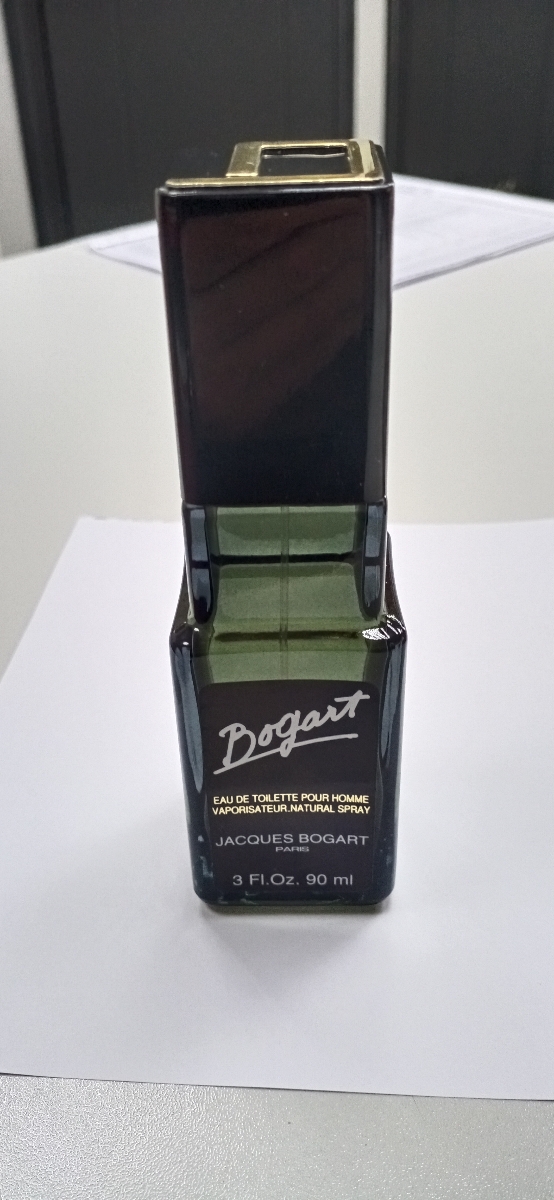 Bogart
EAU DE TOILETTE POUR HOMME
VAPORISATEUR.NATURAL SPRAY
JACQUES BOGART
PARIS
3 Fl.Oz. 90 ml